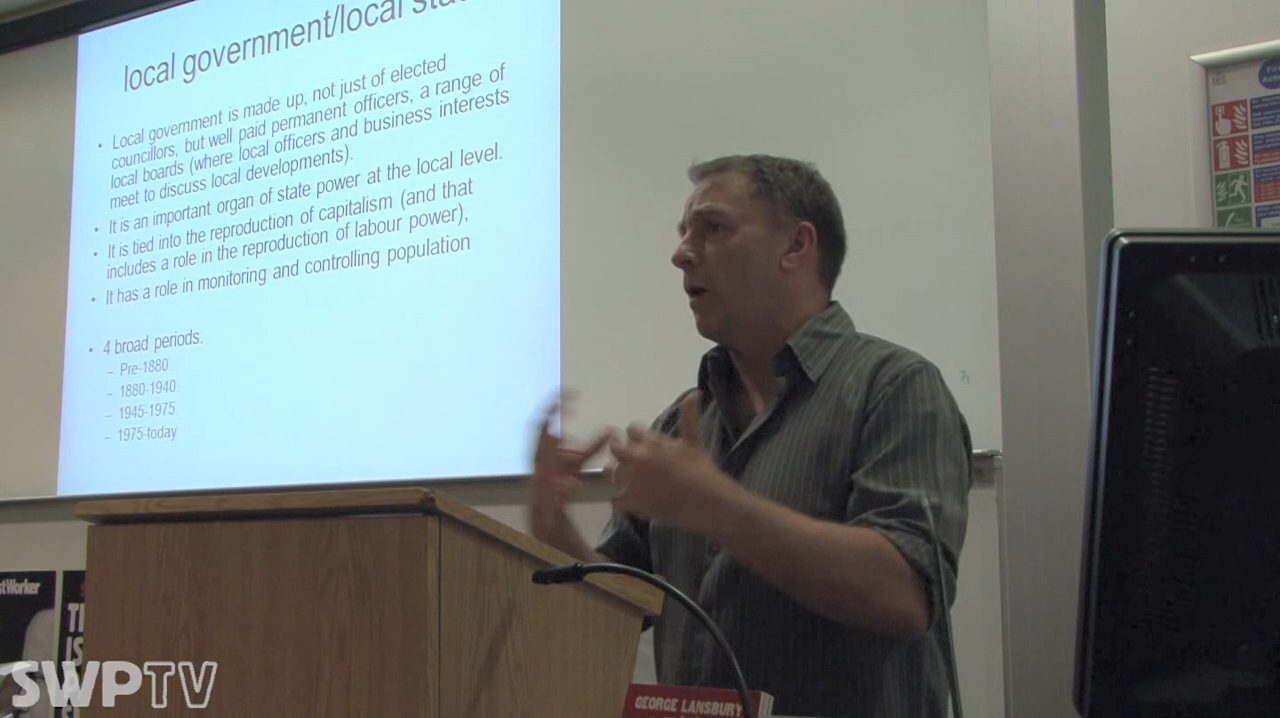 local government/local
• Local government is made up, not just of elected
councillors, but well paid permanent officers, a range of
local boards (where local officers and business interests
meet to discuss local developments).
• It is an important organ of state power at the local level.
• It is tied into the reproduction of capitalism (and that
includes a role in the reproduction of labour power),
• It has a role in monitoring and controlling population
• 4 broad periods.
– Pre-1880
– 1880-1940
– 1945-1975
– 1975-today
stWorker
SWPTV
GEORGE LANSBURY